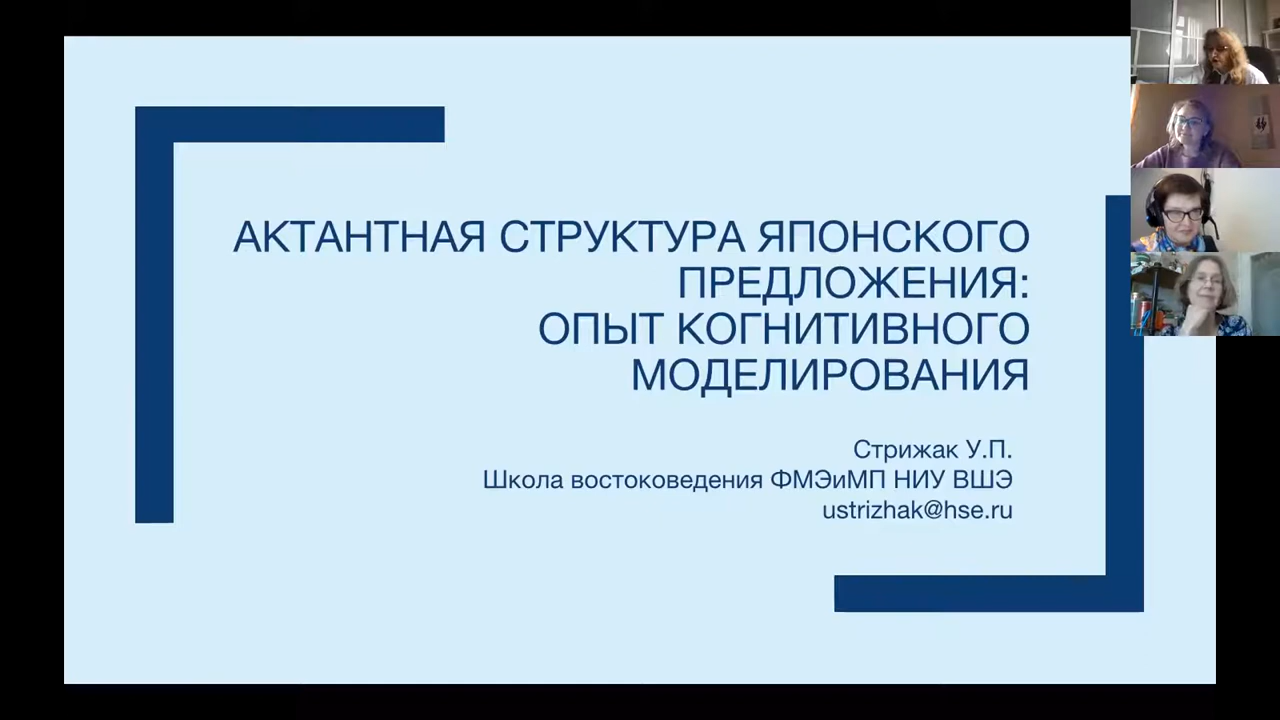 АКТАНТНАЯ СТРУКТУРА ЯПОНСКОГО
ПРЕДЛОЖЕНИЯ:
ОПЫТ КОГНИТИВНОГО
МОДЕЛИРОВАНИЯ
Стрижак У.П.
Школа востоковедения ФМЭиМП НИУ ВШЭ
ustrizhak@hse.ru